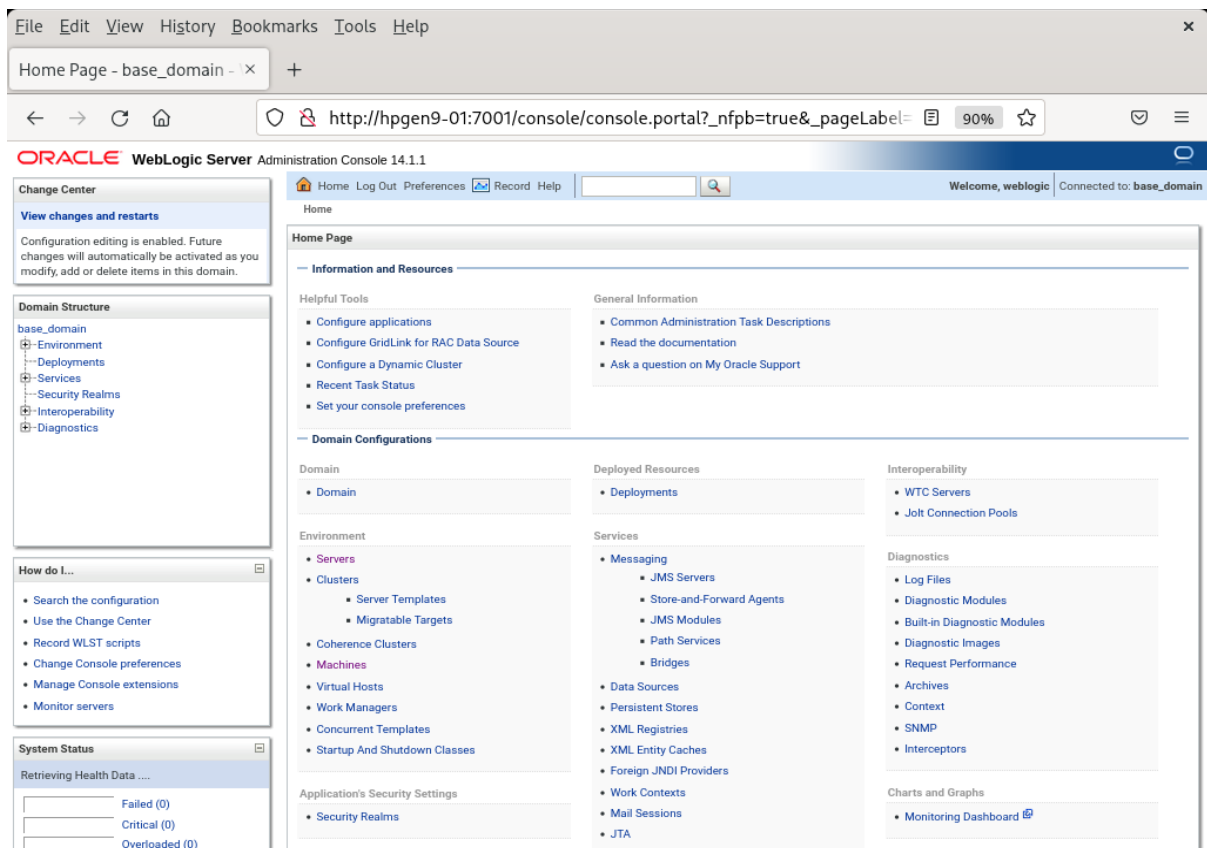 File Edit View History Bookmarks Tools Help
Home Page - base_domain -
http://hpgen9-01:7001/console/console.portal?_nfpb=true&_pageLabel=
90%
ORACLE WebLogic Server Administration Console 14.1.1
Change Center
View changes and restarts
Configuration editing is enabled. Future
changes will automatically be activated as you
modify, add or delete items in this domain.
Domain Structure
base_domain
Environment
Deployments
Services
Security Realms
Interoperability
Diagnostics
How do I...
Search the configuration
Use the Change Center
Record WLST scripts
Change Console preferences
Manage Console extensions
Monitor servers
System Status
Retrieving Health Data ....
Failed (0)
Critical (0)
Overloaded (0)
Home Log Out Preferences Record Help
Welcome, weblogic Connected to: base_domain
Home
Home Page
Information and Resources
Helpful Tools
Configure applications
Configure GridLink for RAC Data Source
Configure a Dynamic Cluster
Recent Task Status
Set your console preferences
General Information
Common Administration Task Descriptions
Read the documentation
Ask a question on My Oracle Support
Domain Configurations
Domain
Domain
Environment
Servers
Clusters
Server Templates
Migratable Targets
Coherence Clusters
Machines
Virtual Hosts
Work Managers
Concurrent Templates
Startup And Shutdown Classes
Application's Security Settings
Security Realms
Deployed Resources
Deployments
Services
Messaging
JMS Servers
Store-and-Forward Agents
JMS Modules
Path Services
Bridges
Data Sources
Persistent Stores
XML Registries
XML Entity Caches
Foreign JNDI Providers
Work Contexts
Mail Sessions
JTA
Interoperability
WTC Servers
Jolt Connection Pools
Diagnostics
Log Files
Diagnostic Modules
Built-in Diagnostic Modules
Diagnostic Images
Request Performance
Archives
Context
SNMP
Interceptors
Charts and Graphs
Monitoring Dashboard